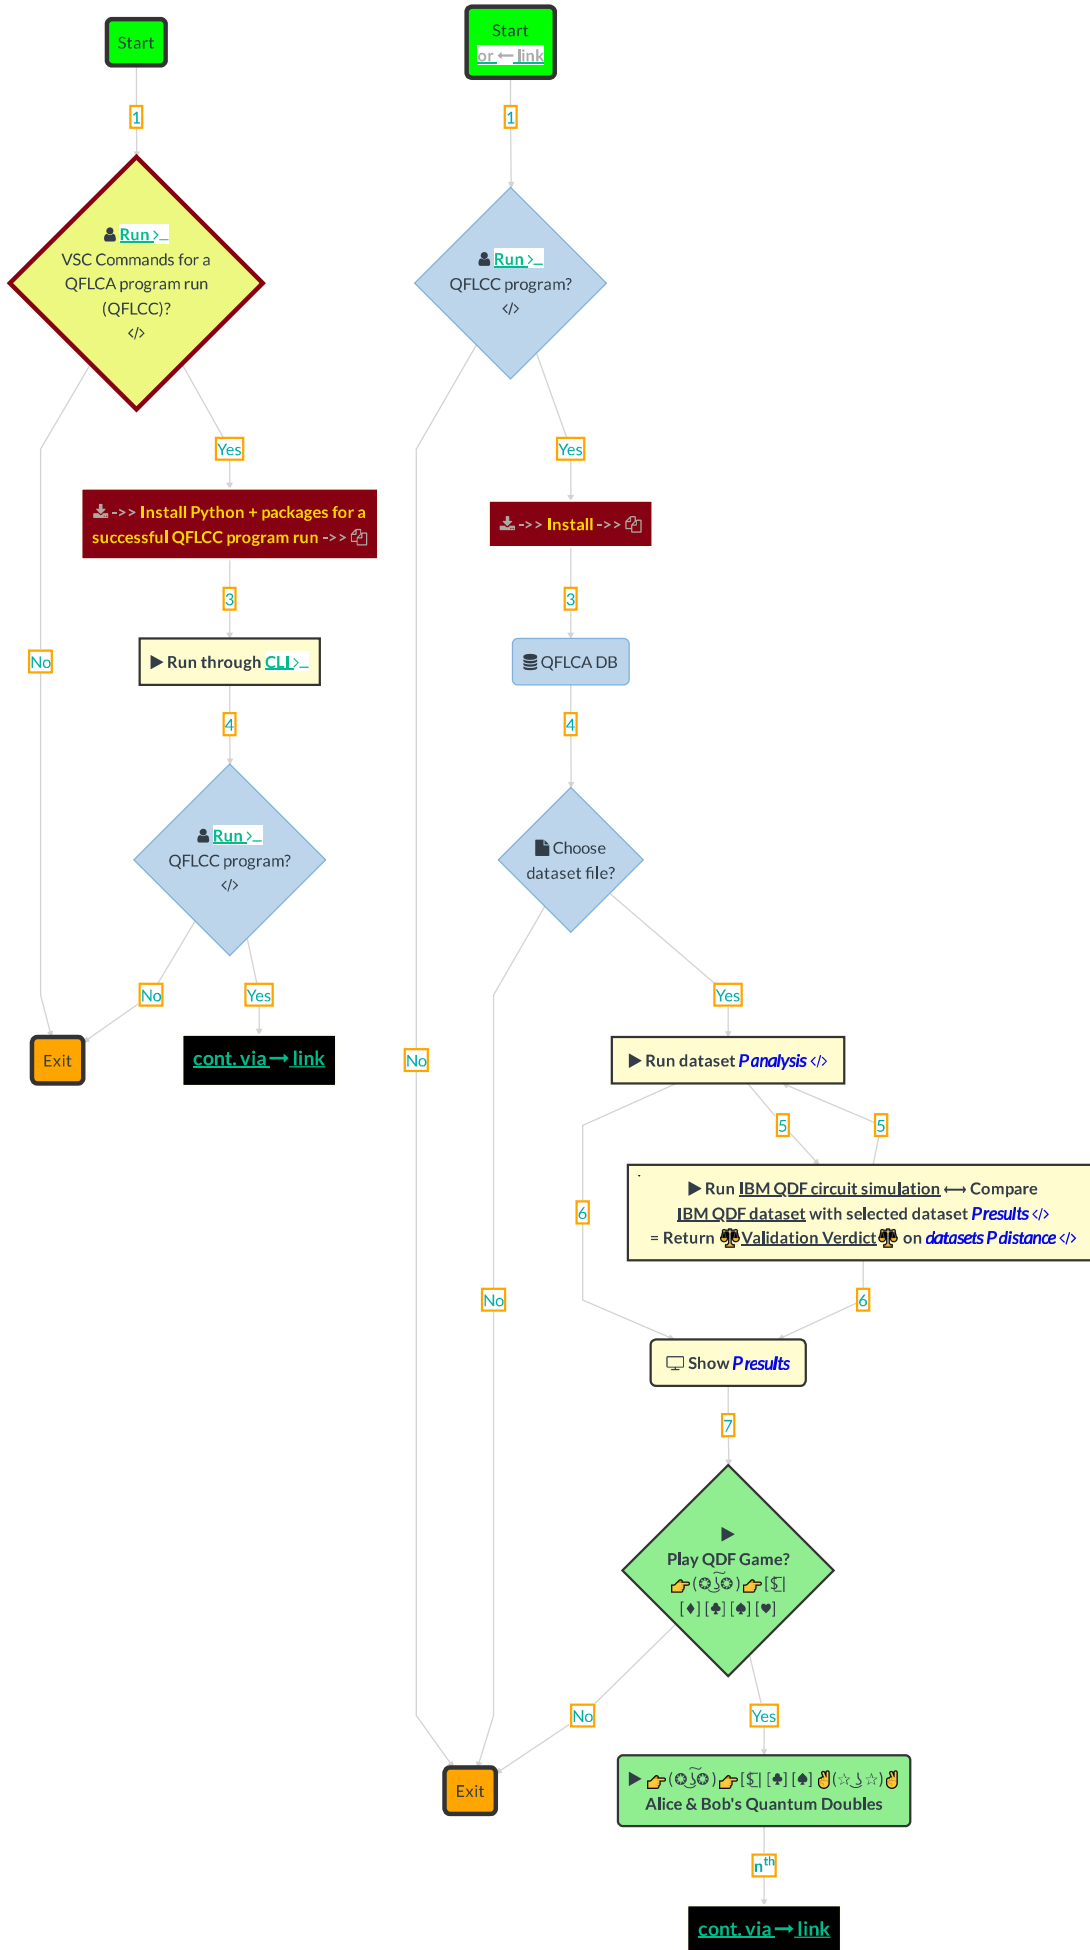 Start
1
Run >_
VSC Commands for a
QFLCA program run
(QFLCC)?
</>
No
Yes
->> Install Python + packages for a
successful QFLCC program run ->>
3
▶ Run through CLI >_
4
Run >_
QFLCC program?
</>
No
Yes
Exit
cont. via → link
Start
or ← link
1
Run >_
QFLCC program?
</>
No
Yes
->> Install ->>
3
QFLCA DB
4
Choose
dataset file?
No
Yes
▶ Run dataset P analysis </>
5
5
6
▶ Run IBM QDF circuit simulation ⟷ Compare
IBM QDF dataset with selected dataset P results </>
= Return Validation Verdict on datasets P distance </>
6
Show P results
7
▶
Play QDF Game?
[$]
[♦] [♣] [♠] [♥]
No
Yes
Exit
▶ [$] [♣] [♠]
Alice & Bob's Quantum Doubles
nth
cont. via → link